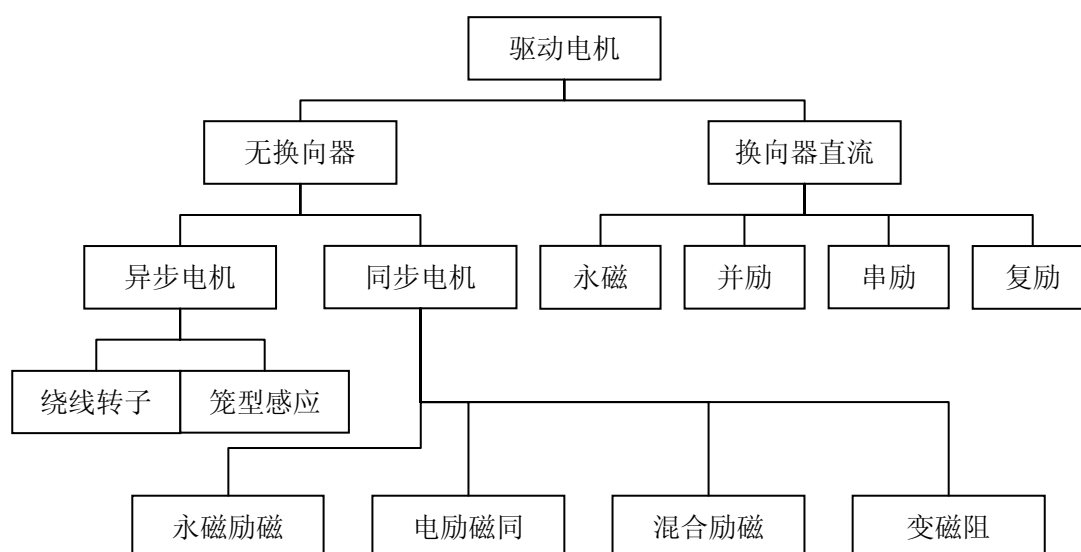 驱动电机
无换向器
换向器直流
异步电机
同步电机
永磁
并励
串励
复励
绕线转子
笼型感应
永磁励磁
电励磁同
混合励磁
变磁阻